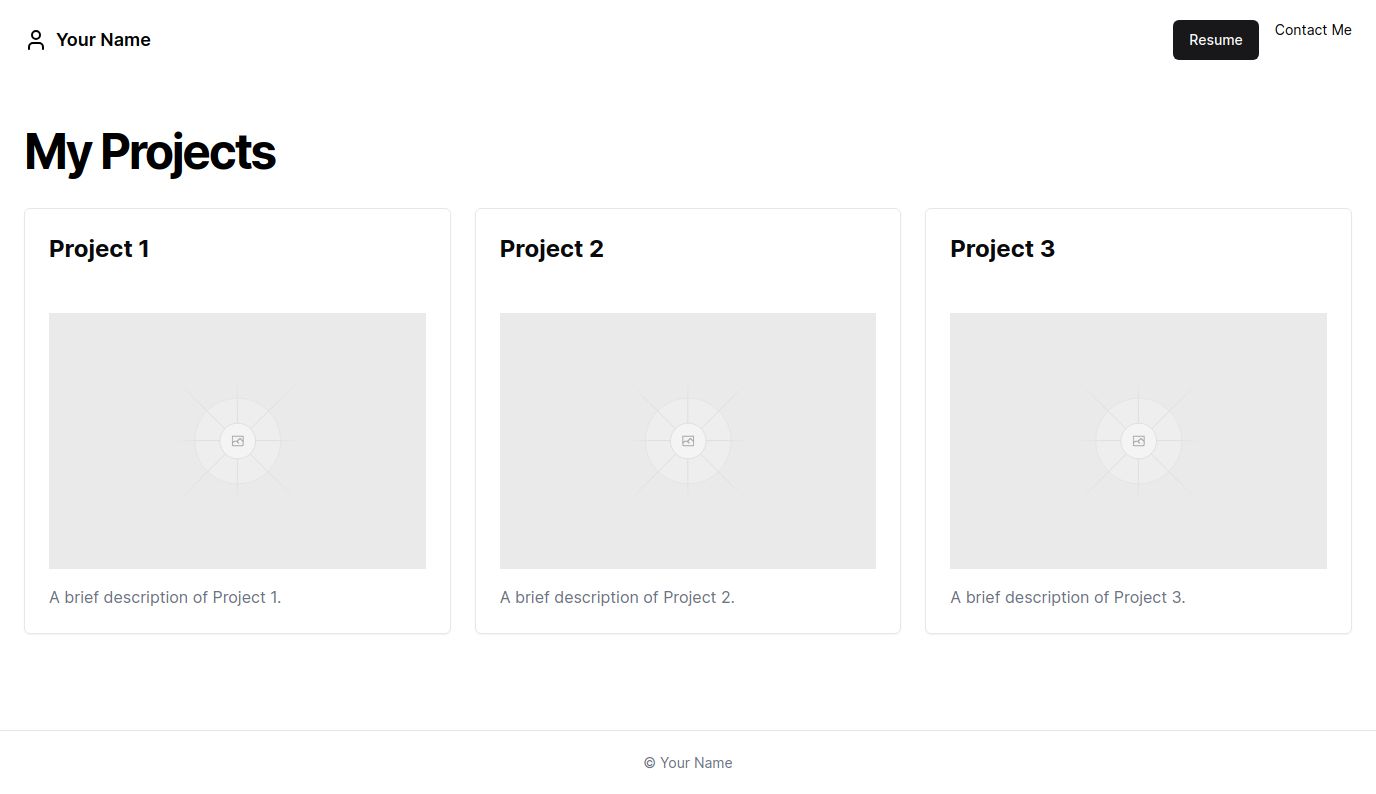 Your Name
Resume
Contact Me
My Projects
Project 1
A brief description of Project 1.
Project 2
A brief description of Project 2.
Project 3
A brief description of Project 3.
© Your Name